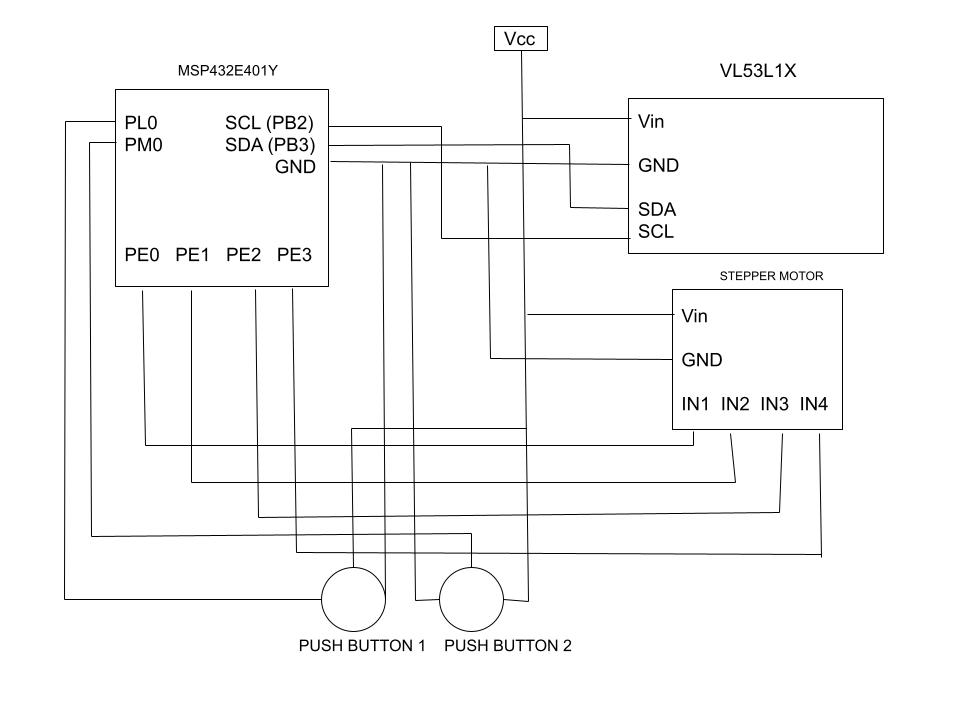 Vcc
MSP432E401Y
VL53L1X
PL0
SCL (PB2)
PM0
SDA (PB3)
GND
PE0 PE1 PE2 PE3
Vin
GND
SDA
SCL
STEPPER MOTOR
Vin
GND
IN1 IN2 IN3 IN4
PUSH BUTTON 1
PUSH BUTTON 2